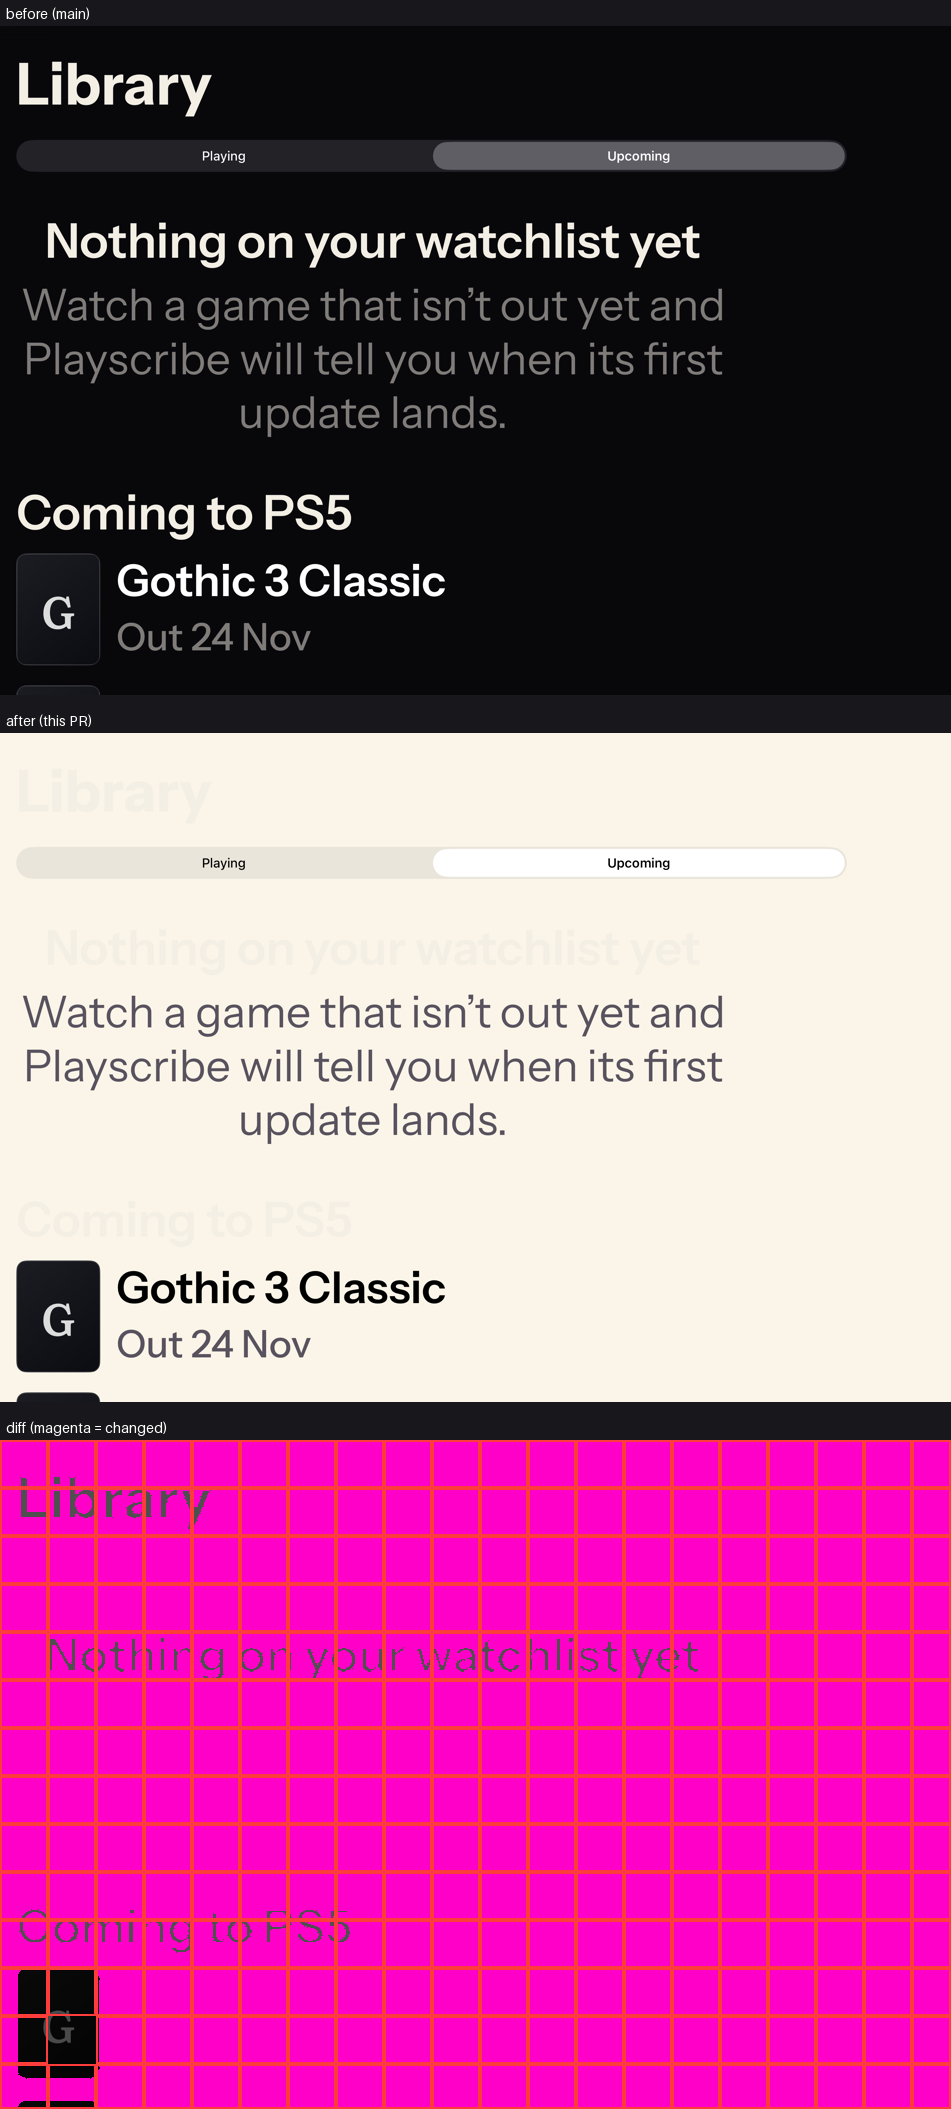 before (main)
Library
Playing
Upcoming
Nothing on your watchlist yet
Watch a game that isn’t out yet and
Playscribe will tell you when its first
update lands.
Coming to PS5
G
Gothic 3 Classic
Out 24 Nov
after (this PR)
Library
Playing
Upcoming
Nothing on your watchlist yet
Watch a game that isn’t out yet and
Playscribe will tell you when its first
update lands.
Coming to PS5
G
Gothic 3 Classic
Out 24 Nov
diff (magenta = changed)
Library
Nothing on your watchlist yet
Coming to PS5
G